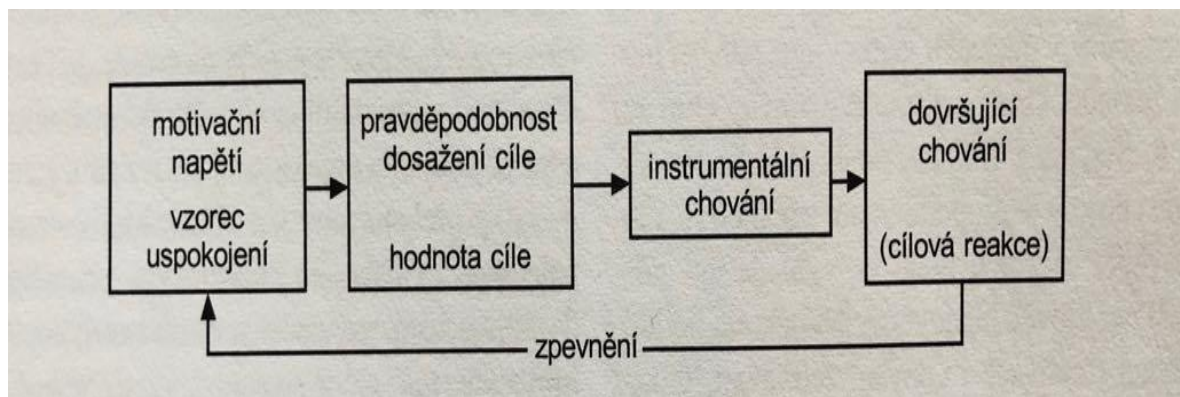 motivační
napětí
vzorec
uspokojení
pravděpodobnost
dosažení cíle
hodnota cíle
instrumentální
chování
dovršující
chování
(cílová reakce)
zpevnění